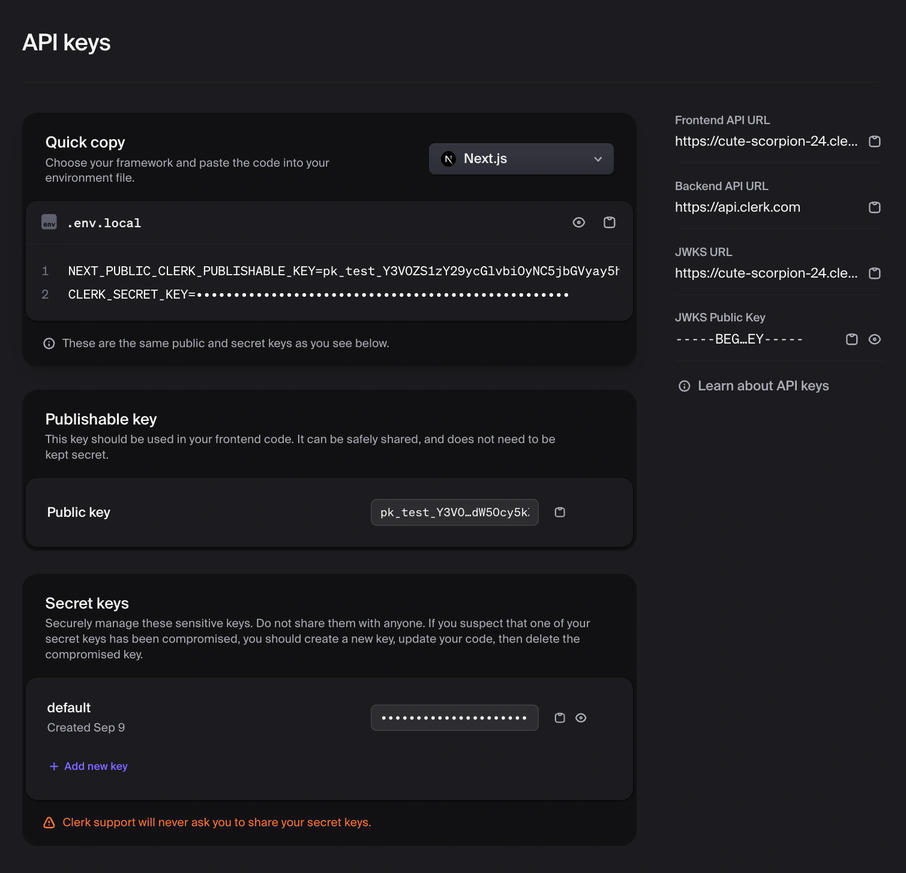 API keys
Quick copy
Choose your framework and paste the code into your
environment file.
Next.js
env
.env.local
1 NEXT_PUBLIC_CLERK_PUBLISHABLE_KEY=pk_test_Y3VOZS1zY29ycGlvbiOyNC5jbGVyay5h
2 CLERK_SECRET_KEY=••••••••••••••••••••••••••••••••••••••••••••••••••
These are the same public and secret keys as you see below.
Publishable key
This key should be used in your frontend code. It can be safely shared, and does not need to be
kept secret.
Public key
pk_test_Y3VO…dW5Ocy5k
Secret keys
Securely manage these sensitive keys. Do not share them with anyone. If you suspect that one of your
secret keys has been compromised, you should create a new key, update your code, then delete the
compromised key.
default
•••••••••••••••••••••
Created Sep 9
+ Add new key
Clerk support will never ask you to share your secret keys.
Frontend API URL
https://cute-scorpion-24.cle...
Backend API URL
https://api.clerk.com
JWKS URL
https://cute-scorpion-24.cle...
JWKS Public Key
-----BEG…EY-----
Learn about API keys